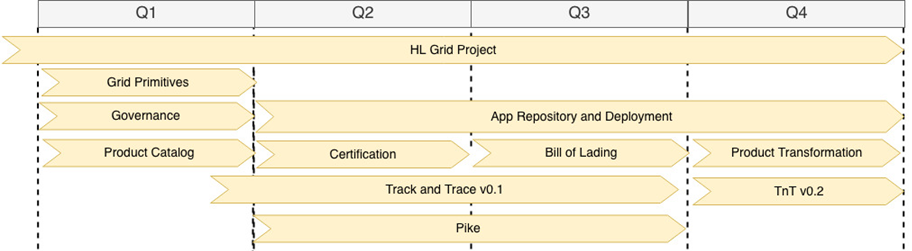 Q1 Q2 Q3 Q4
HL Grid Project
Grid Primitives
Governance App Repository and Deployment
Product Catalog Certification Bill of Lading Product Transformation
Track and Trace v0.1 TnT v0.2
Pike